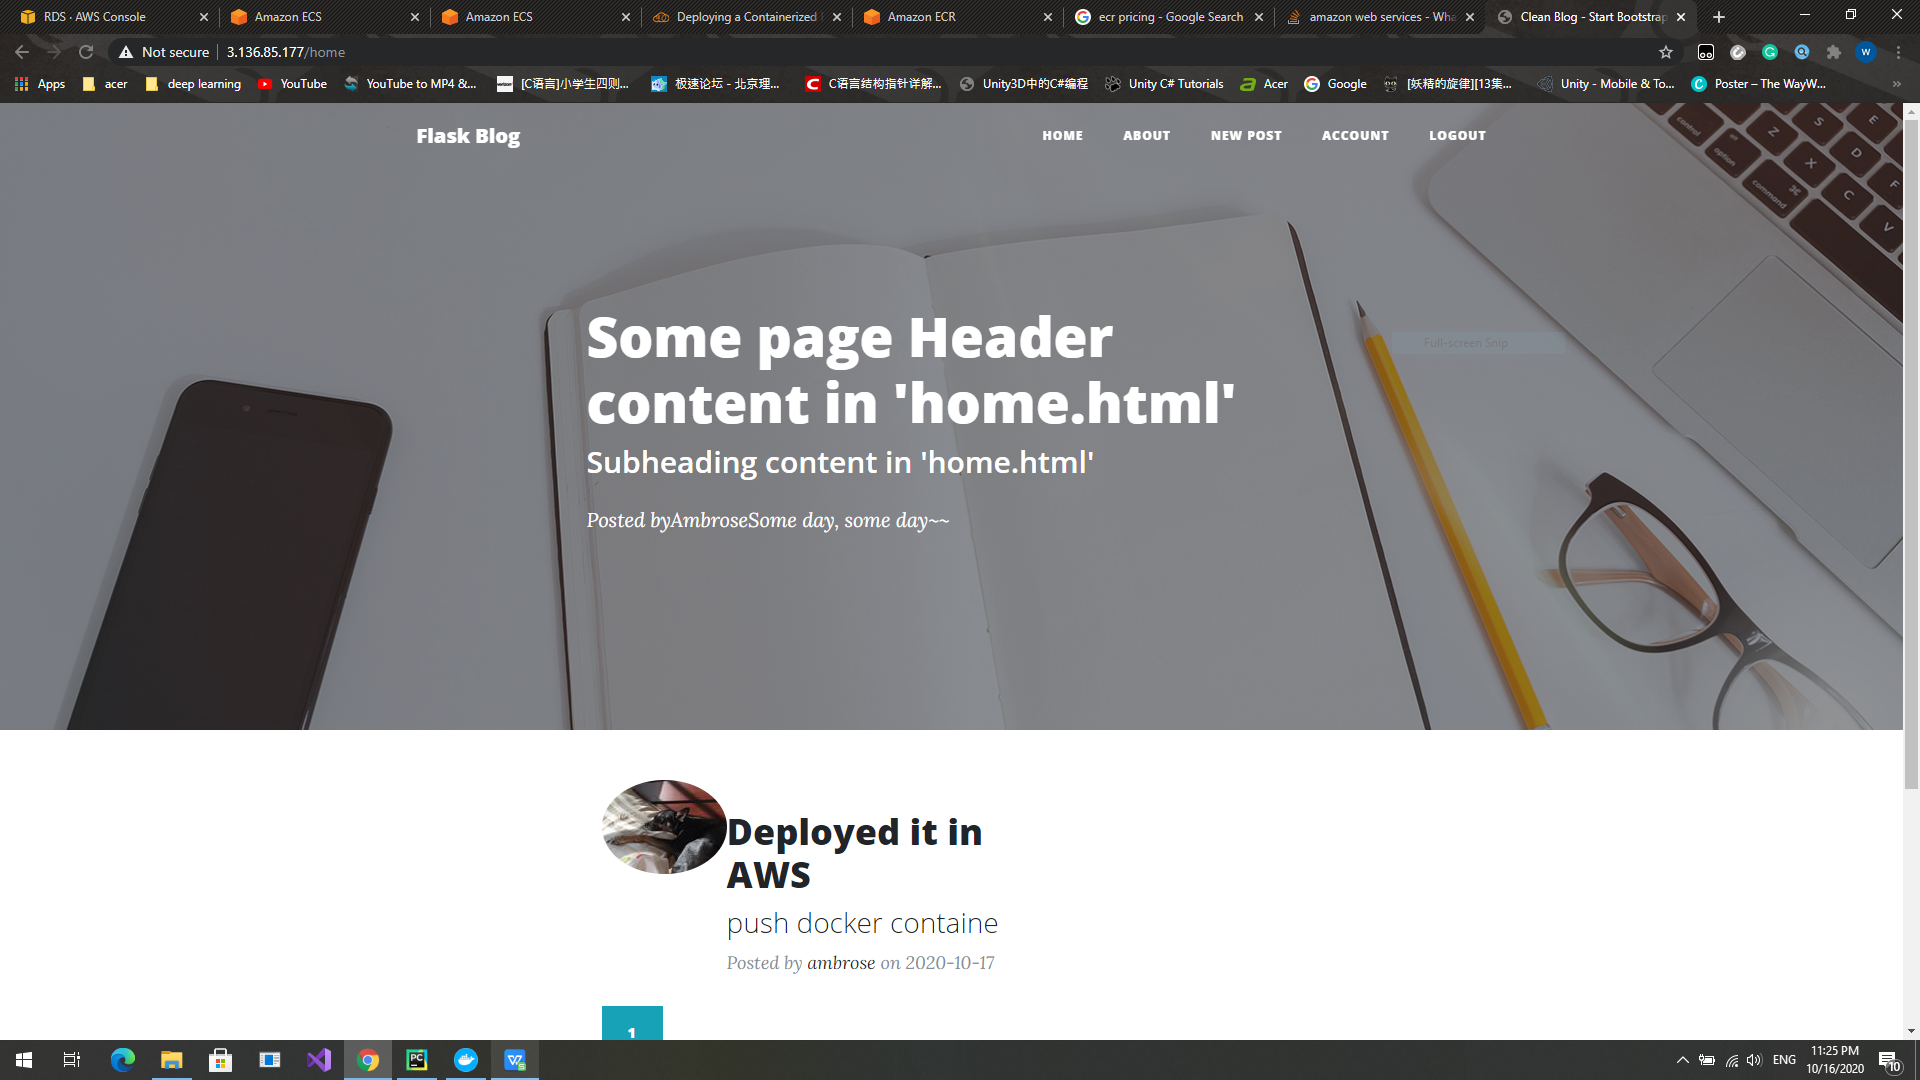 RDS · AWS Console
Amazon ECS
Amazon ECS
Deploying a Containerized
Amazon ECR
ecr pricing - Google Search
amazon web services - Wha
Clean Blog - Start Bootstrap
Not secure
3.136.85.177/home
W
Apps
acer
deep learning
YouTube
YouTube to MP4 &...
[C语言]小学生四则...
极速论坛 - 北京理...
C语言结构指针详解...
Unity3D中的C#编程
Unity C# Tutorials
Acer
Google
[妖精的旋律][13集...
Unity - Mobile & To...
Poster – The WayW...
»
Flask Blog
HOME
ABOUT
NEW POST
ACCOUNT
LOGOUT
control
option
command
Z
S
E
X
D
C
F
V
Some page Header
content in 'home.html'
Subheading content in 'home.html'
Full-screen Snip
Posted byAmbroseSome day, some day~~
Deployed it in
AWS
push docker containe
Posted by ambrose on 2020-10-17
1
PC
ENG
11:25 PM
10/16/2020
10